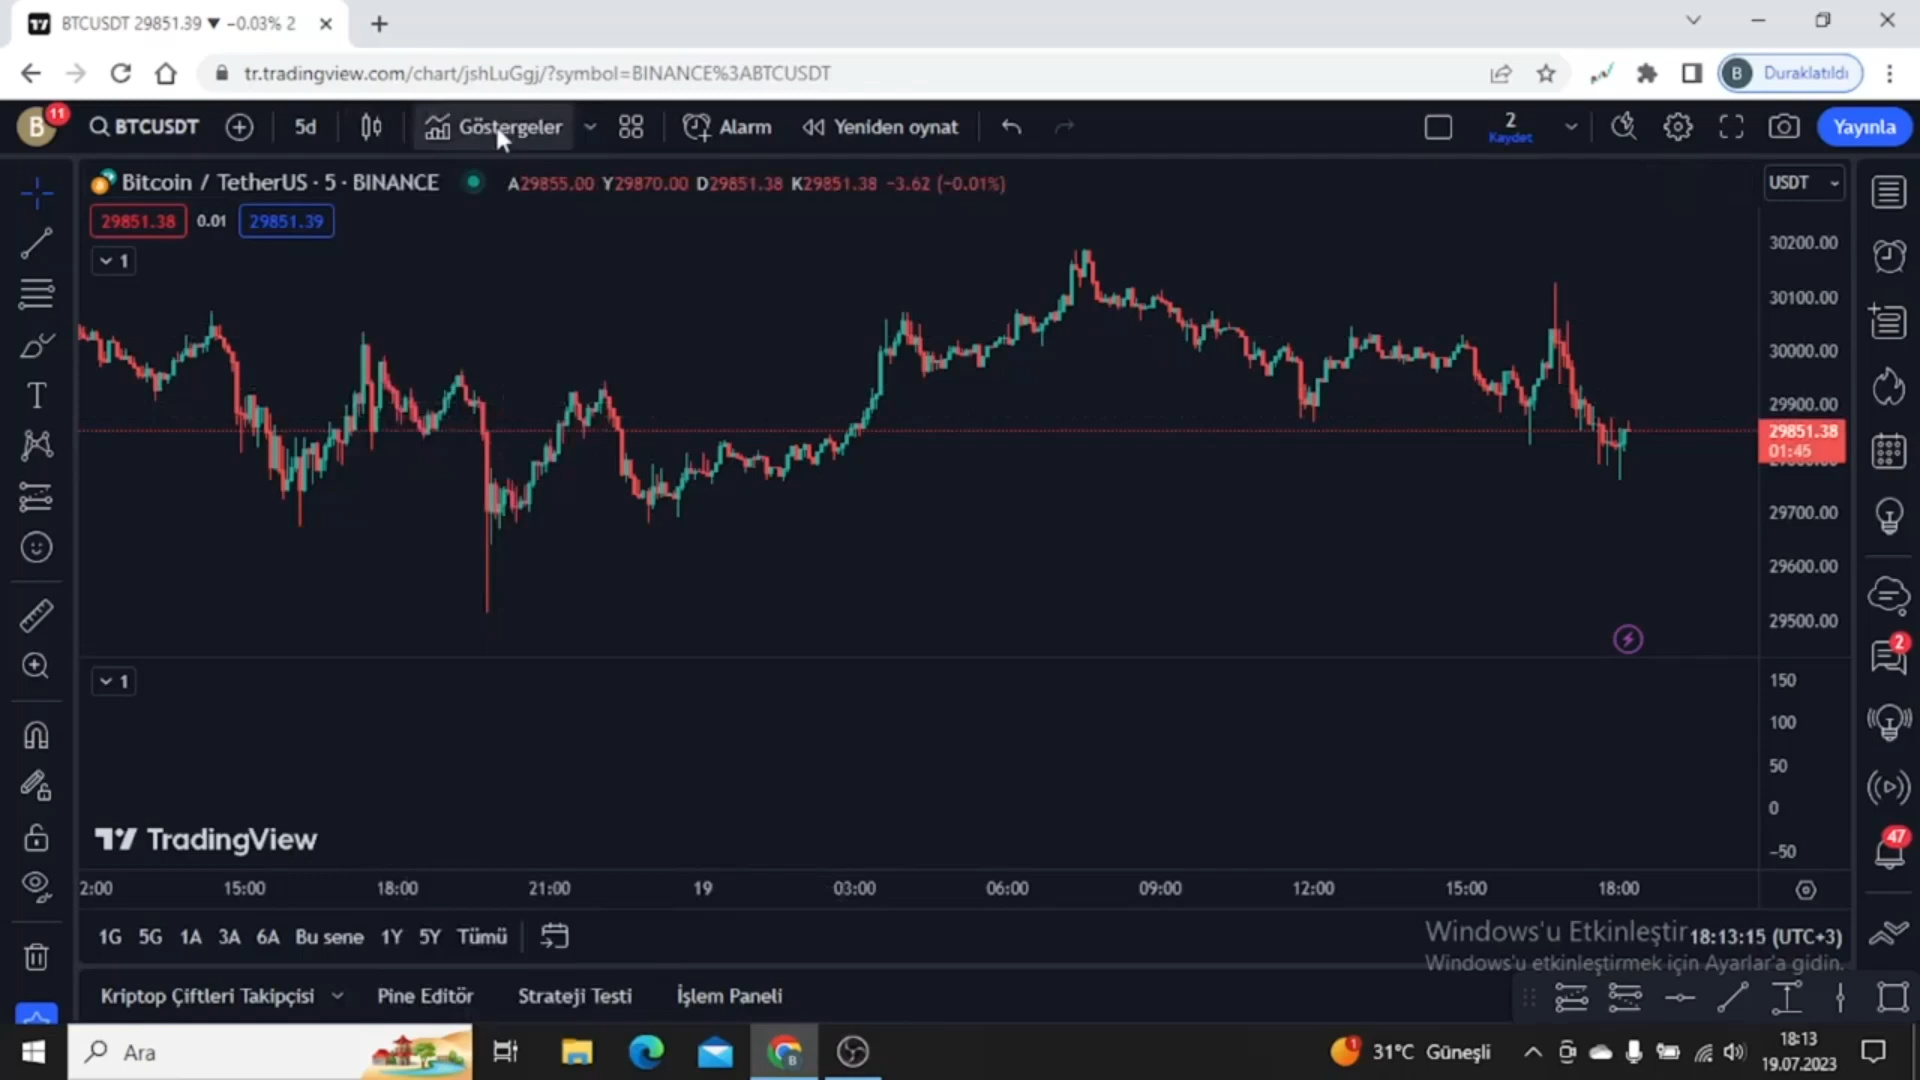 BTCUSDT 29851.39 ▼ −0.03% 2
tr.tradingview.com/chart/jshLuGgj/?symbol=BINANCE%3ABTCUSDT
B Duraklatıldı
B 11 BTCUSDT 5d Göstergeler Alarm Yeniden oynat 2 Kaydet Yayınla
Bitcoin / TetherUS · 5 · BINANCE A29855.00 Y29870.00 D29851.38 K29851.38 −3.62 (−0.01%)
USDT
29851.38 0.01 29851.39
1
30200.00
30100.00
30000.00
29900.00
29851.38
01:45
29700.00
29600.00
29500.00
1
150
100
50
0
−50
2
47
TradingView
2:00 15:00 18:00 21:00 19 03:00 06:00 09:00 12:00 15:00 18:00
1G 5G 1A 3A 6A Bu sene 1Y 5Y Tümü
Windows'u Etkinleştir
18:13:15 (UTC+3)
Windows'u etkinleştirmek için Ayarlar'a gidin.
Kriptop Çiftleri Takipçisi Pine Editör Strateji Testi İşlem Paneli
Ara
B
1
31°C Güneşli
18:13
19.07.2023